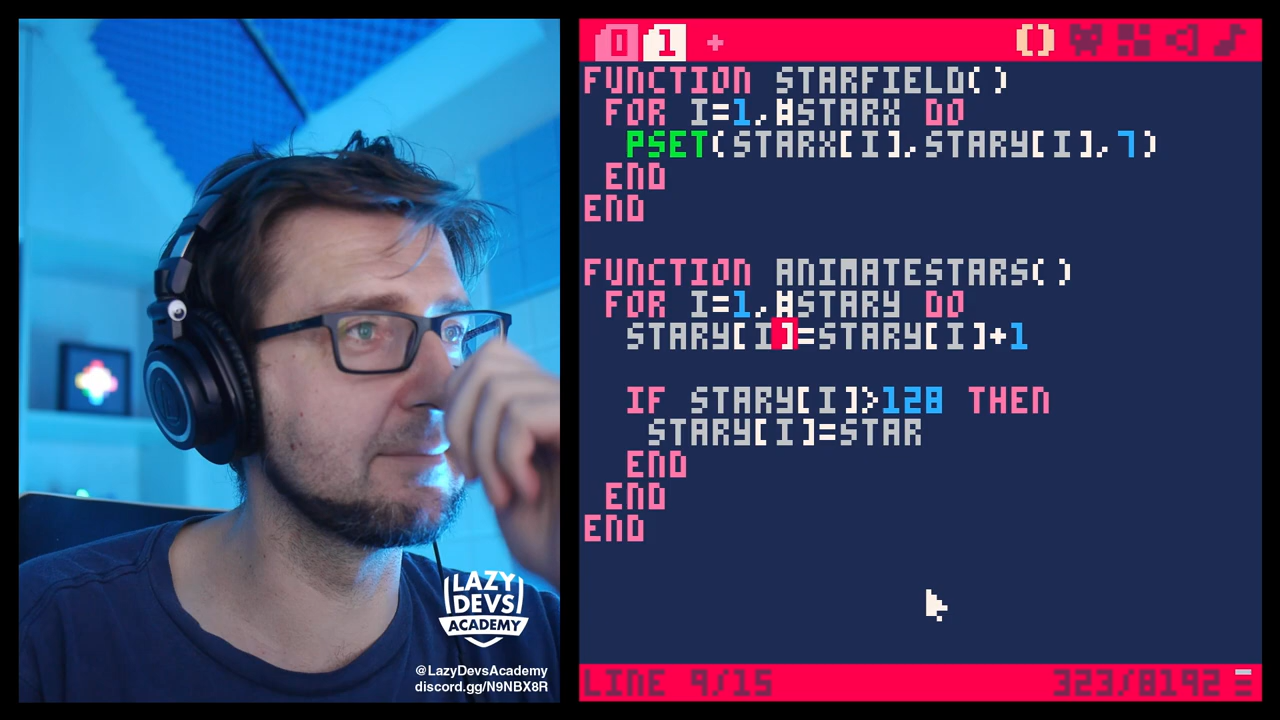 0 1 +
FUNCTION STARFIELD()
FOR I=1,#STARX DO
PSET(STARX[I],STARY[I],7)
END
END
FUNCTION ANIMATESTARS()
FOR I=1,#STARY DO
STARY[I]=STARY[I]+1
IF STARY[I]>128 THEN
STARY[I]=STAR
END
END
END
LINE 9/15
323/8192
LAZY
DEVS
ACADEMY
@LazyDevsAcademy
discord.gg/N9NBX8R